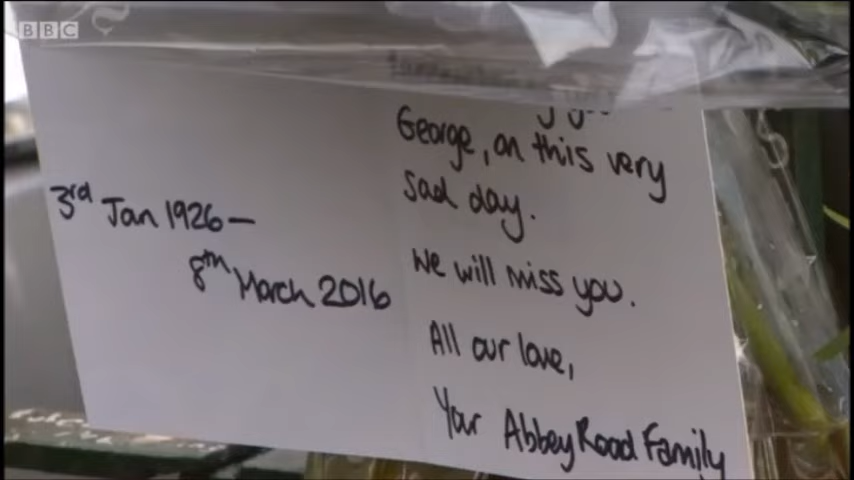 BBC
3rd Jan 1926 –
8th March 2016
George, on this very
sad day.
We will miss you.
All our love,
Your Abbey Road Family